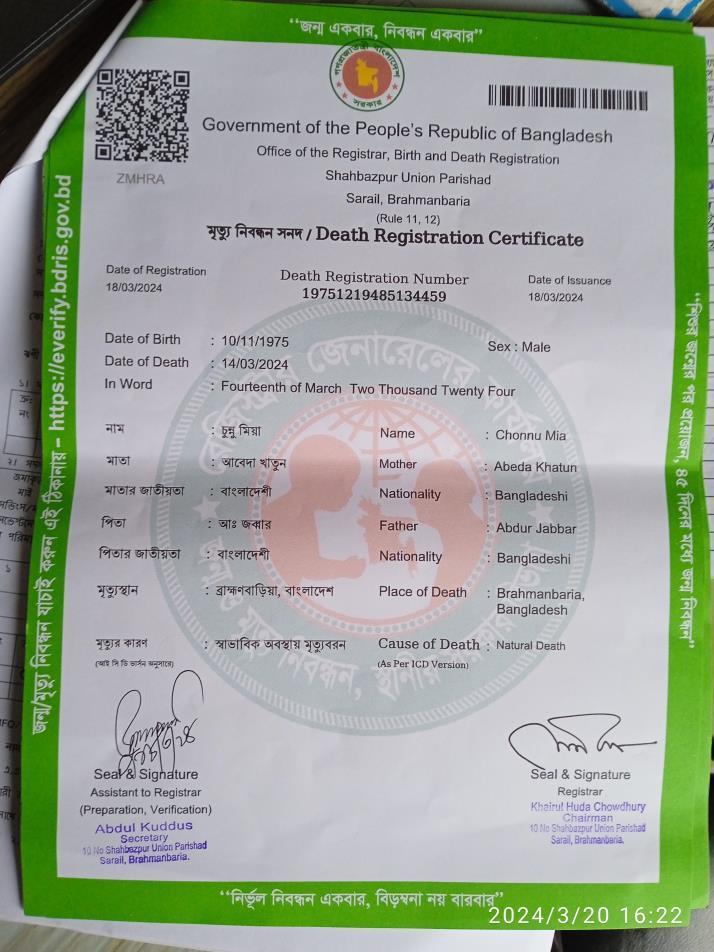 “জন্ম একবার, নিবন্ধন একবার”
গণপ্রজাতন্ত্রী বাংলাদেশ
সরকার
ZMHRA
Government of the People's Republic of Bangladesh
Office of the Registrar, Birth and Death Registration
Shahbazpur Union Parishad
Sarail, Brahmanbaria
(Rule 11, 12)
মৃত্যু নিবন্ধন সনদ / Death Registration Certificate
Date of Registration Death Registration Number Date of Issuance
18/03/2024 19751219485134459 18/03/2024
Date of Birth : 10/11/1975 Sex : Male
Date of Death : 14/03/2024
In Word : Fourteenth of March Two Thousand Twenty Four
নাম : চুন্নু মিয়া Name : Chonnu Mia
মাতা : আবেদা খাতুন Mother : Abeda Khatun
মাতার জাতীয়তা : বাংলাদেশী Nationality : Bangladeshi
পিতা : আঃ জব্বার Father : Abdur Jabbar
পিতার জাতীয়তা : বাংলাদেশী Nationality : Bangladeshi
মৃত্যুস্থান : ব্রাহ্মণবাড়িয়া, বাংলাদেশ Place of Death : Brahmanbaria,
Bangladesh
মৃত্যুর কারণ : স্বাভাবিক অবস্থায় মৃত্যুবরন Cause of Death : Natural Death
(আই সি ডি ভার্সন অনুসারে) (As Per ICD Version)
Seal & Signature
Assistant to Registrar
(Preparation, Verification)
Abdul Kuddus
Secretary
10 No Shahbazpur Union Parishad
Sarail, Brahmanbaria.
Seal & Signature
Registrar
Khairul Huda Chowdhury
Chairman
10 No Shahbazpur Union Parishad
Sarail, Brahmanbaria.
জন্ম/মৃত্যু নিবন্ধন যাচাই করুন এই ঠিকানায় – https://everify.bdris.gov.bd
“শিশুর জন্মের পর প্রয়োজন, ৪৫ দিনের মধ্যে জন্ম নিবন্ধন”
“নির্ভুল নিবন্ধন একবার, বিড়ম্বনা নয় বারবার”
2024/3/20 16:22